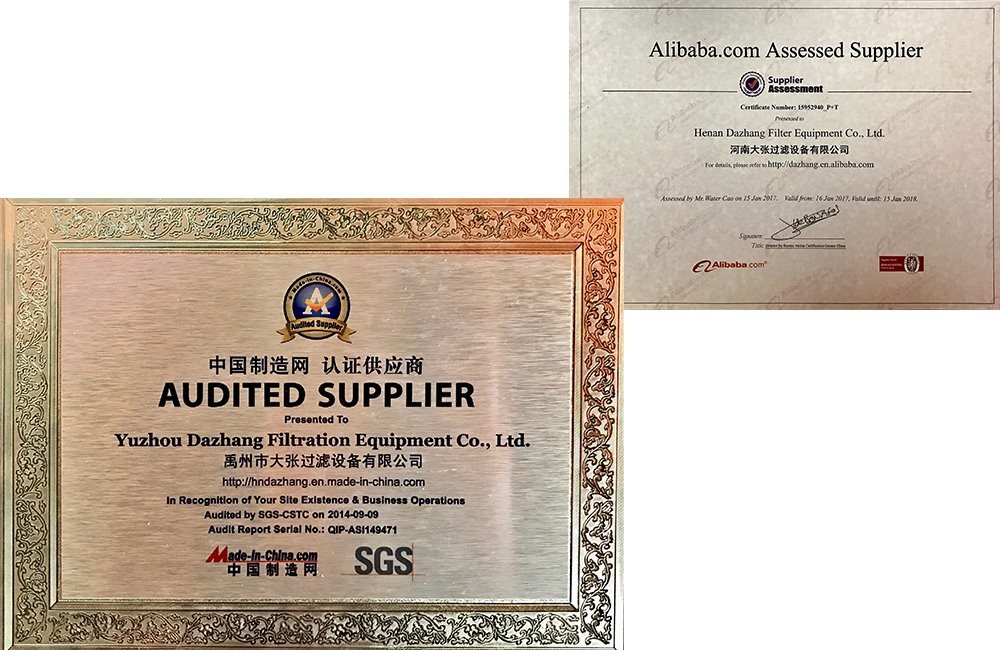 Alibaba.com Assessed Supplier
Supplier
Assessment
Certificate Number: 15952940_P+T
Presented to
Henan Dazhang Filter Equipment Co., Ltd.
河南大张过滤设备有限公司
For details, please refer to http://dazhang.en.alibaba.com
Assessed by Mr. Water Cao on 15 Jan 2017. Valid from: 16 Jan 2017, Valid until: 15 Jan 2018.
Signature:
Title:
Alibaba.com®
Made-in-China.com
Audited Supplier
中国制造网 认证供应商
AUDITED SUPPLIER
Presented To
Yuzhou Dazhang Filtration Equipment Co., Ltd.
禹州市大张过滤设备有限公司
http://hndazhang.en.made-in-china.com
In Recognition of Your Site Existence & Business Operations
Audited by SGS-CSTC on 2014-09-09
Audit Report Serial No.: QIP-ASI149471
Made-in-China.com
中国制造网
SGS